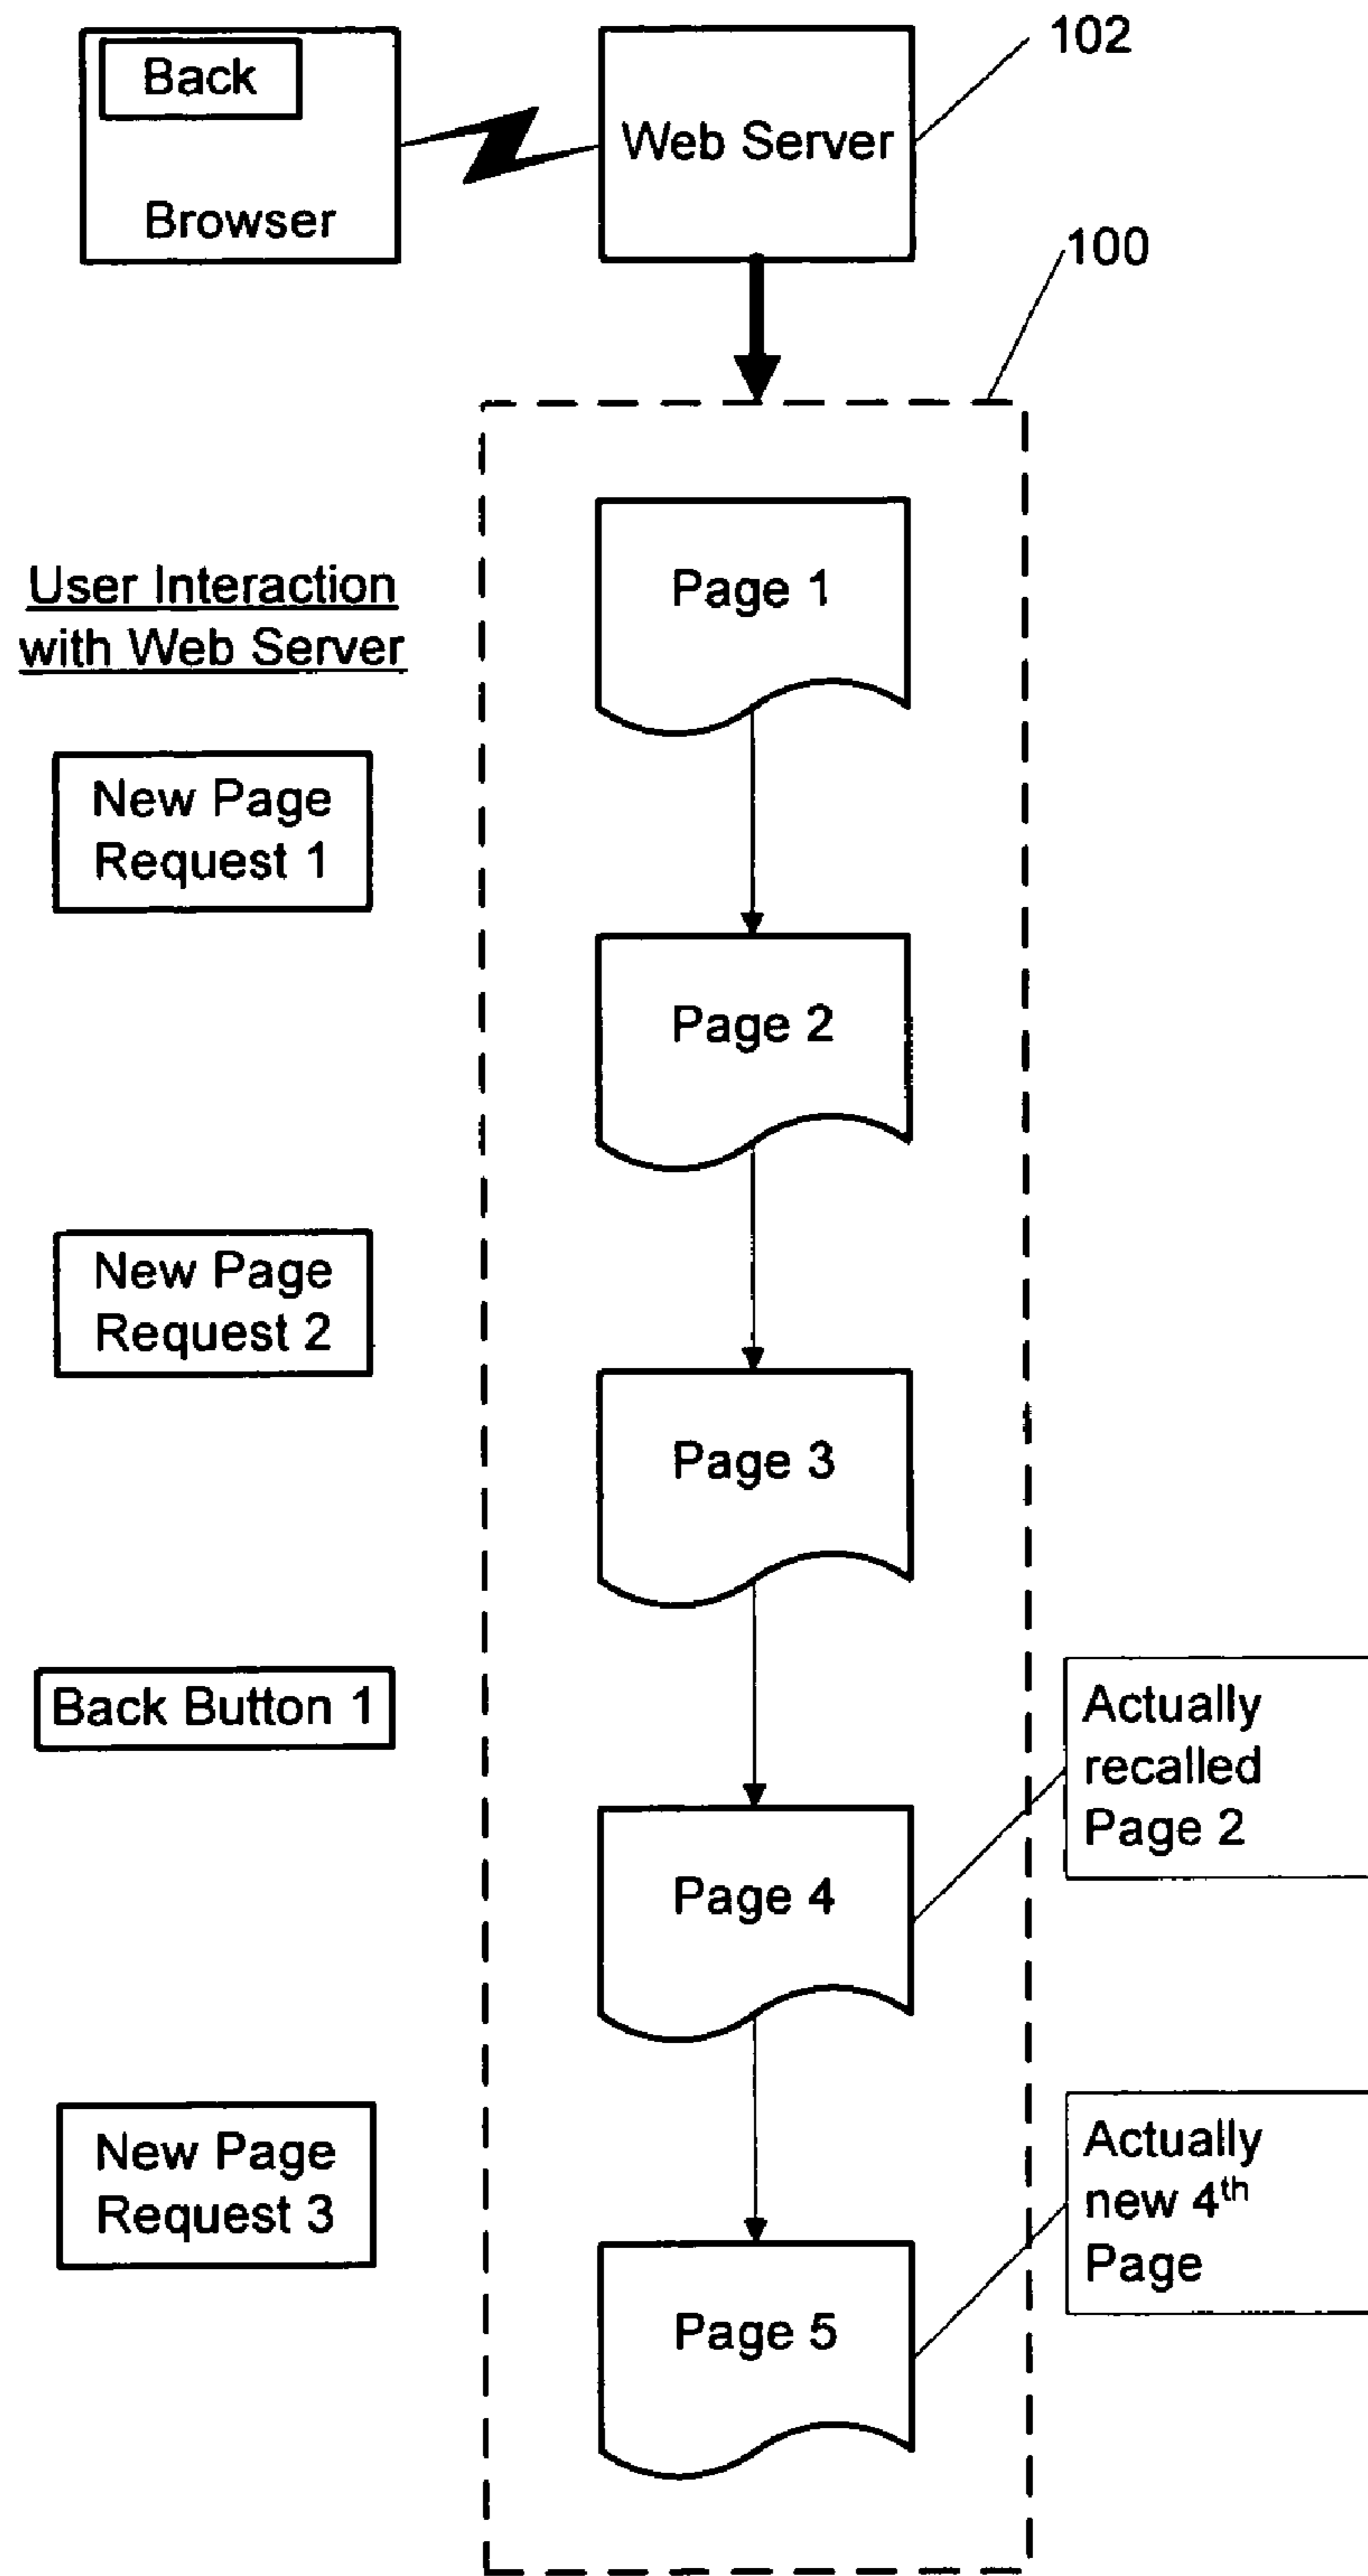 Back
Browser
Web Server
102
100
User Interaction
with Web Server
Page 1
New Page
Request 1
Page 2
New Page
Request 2
Page 3
Back Button 1
Actually
recalled
Page 2
Page 4
New Page
Request 3
Actually
new 4th
Page
Page 5